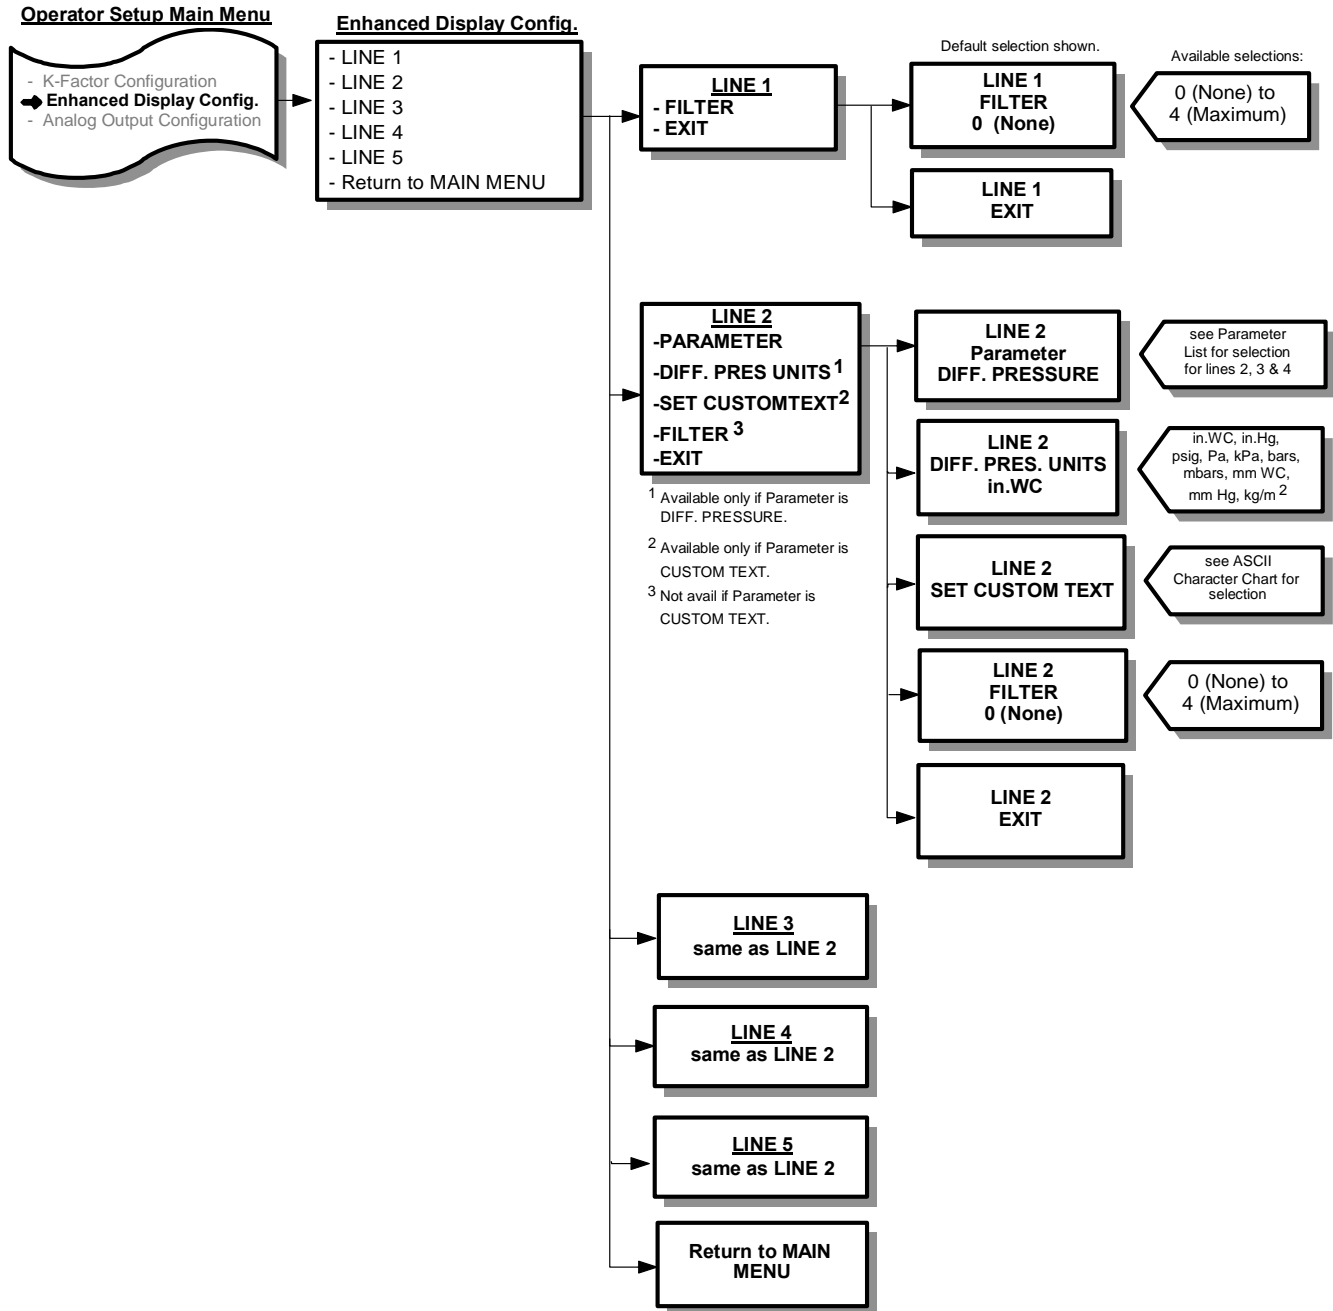 Operator Setup Main Menu
- K-Factor Configuration
Enhanced Display Config.
- Analog Output Configuration
Enhanced Display Config.
- LINE 1
- LINE 2
- LINE 3
- LINE 4
- LINE 5
- Return to MAIN MENU
LINE 1
- FILTER
- EXIT
Default selection shown.
LINE 1
FILTER
0 (None)
Available selections:
0 (None) to
4 (Maximum)
LINE 1
EXIT
LINE 2
-PARAMETER
-DIFF. PRES UNITS 1
-SET CUSTOMTEXT 2
-FILTER 3
-EXIT
1 Available only if Parameter is
DIFF. PRESSURE.
2 Available only if Parameter is
CUSTOM TEXT.
3 Not avail if Parameter is
CUSTOM TEXT.
LINE 2
Parameter
DIFF. PRESSURE
see Parameter
List for selection
for lines 2, 3 & 4
LINE 2
DIFF. PRES. UNITS
in.WC
in.WC, in.Hg,
psig, Pa, kPa, bars,
mbars, mm WC,
mm Hg, kg/m 2
LINE 2
SET CUSTOM TEXT
see ASCII
Character Chart for
selection
LINE 2
FILTER
0 (None)
0 (None) to
4 (Maximum)
LINE 2
EXIT
LINE 3
same as LINE 2
LINE 4
same as LINE 2
LINE 5
same as LINE 2
Return to MAIN
MENU